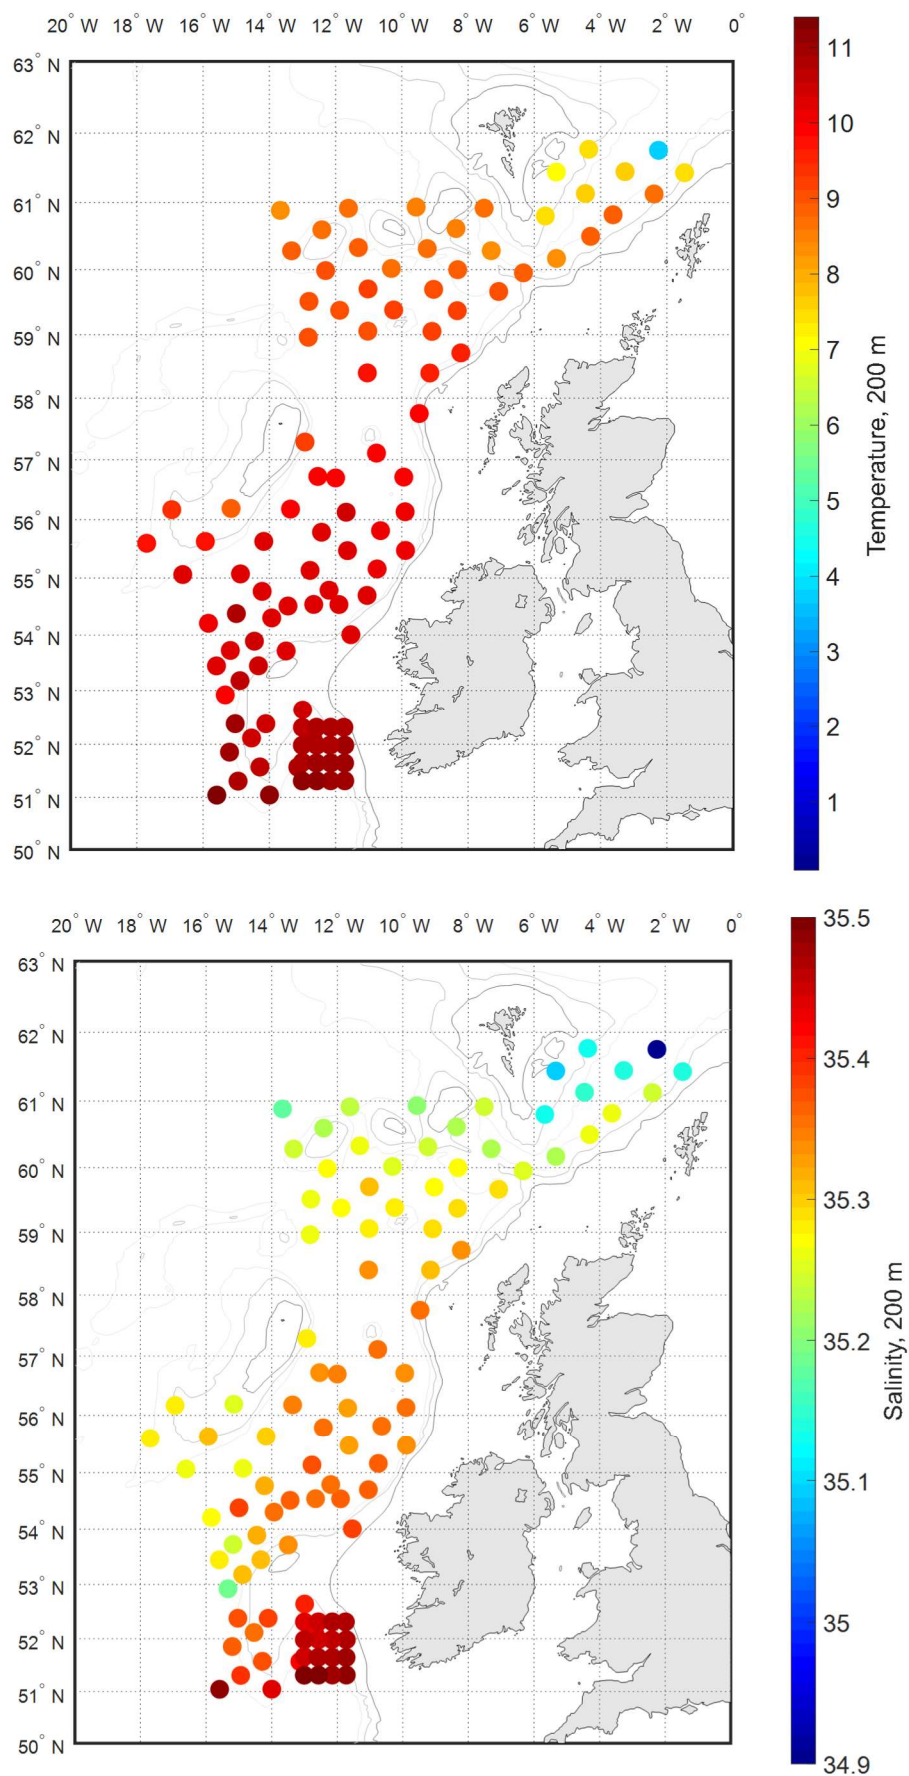 20° W 18° W 16° W 14° W 12° W 10° W 8° W 6° W 4° W 2° W 0°
63° N
62° N
61° N
60° N
59° N
58° N
57° N
56° N
55° N
54° N
53° N
52° N
51° N
50° N
11
10
9
8
7
6
5
4
3
2
1
Temperature, 200 m
20° W 18° W 16° W 14° W 12° W 10° W 8° W 6° W 4° W 2° W 0°
63° N
62° N
61° N
60° N
59° N
58° N
57° N
56° N
55° N
54° N
53° N
52° N
51° N
50° N
35.5
35.4
35.3
35.2
35.1
35
34.9
Salinity, 200 m